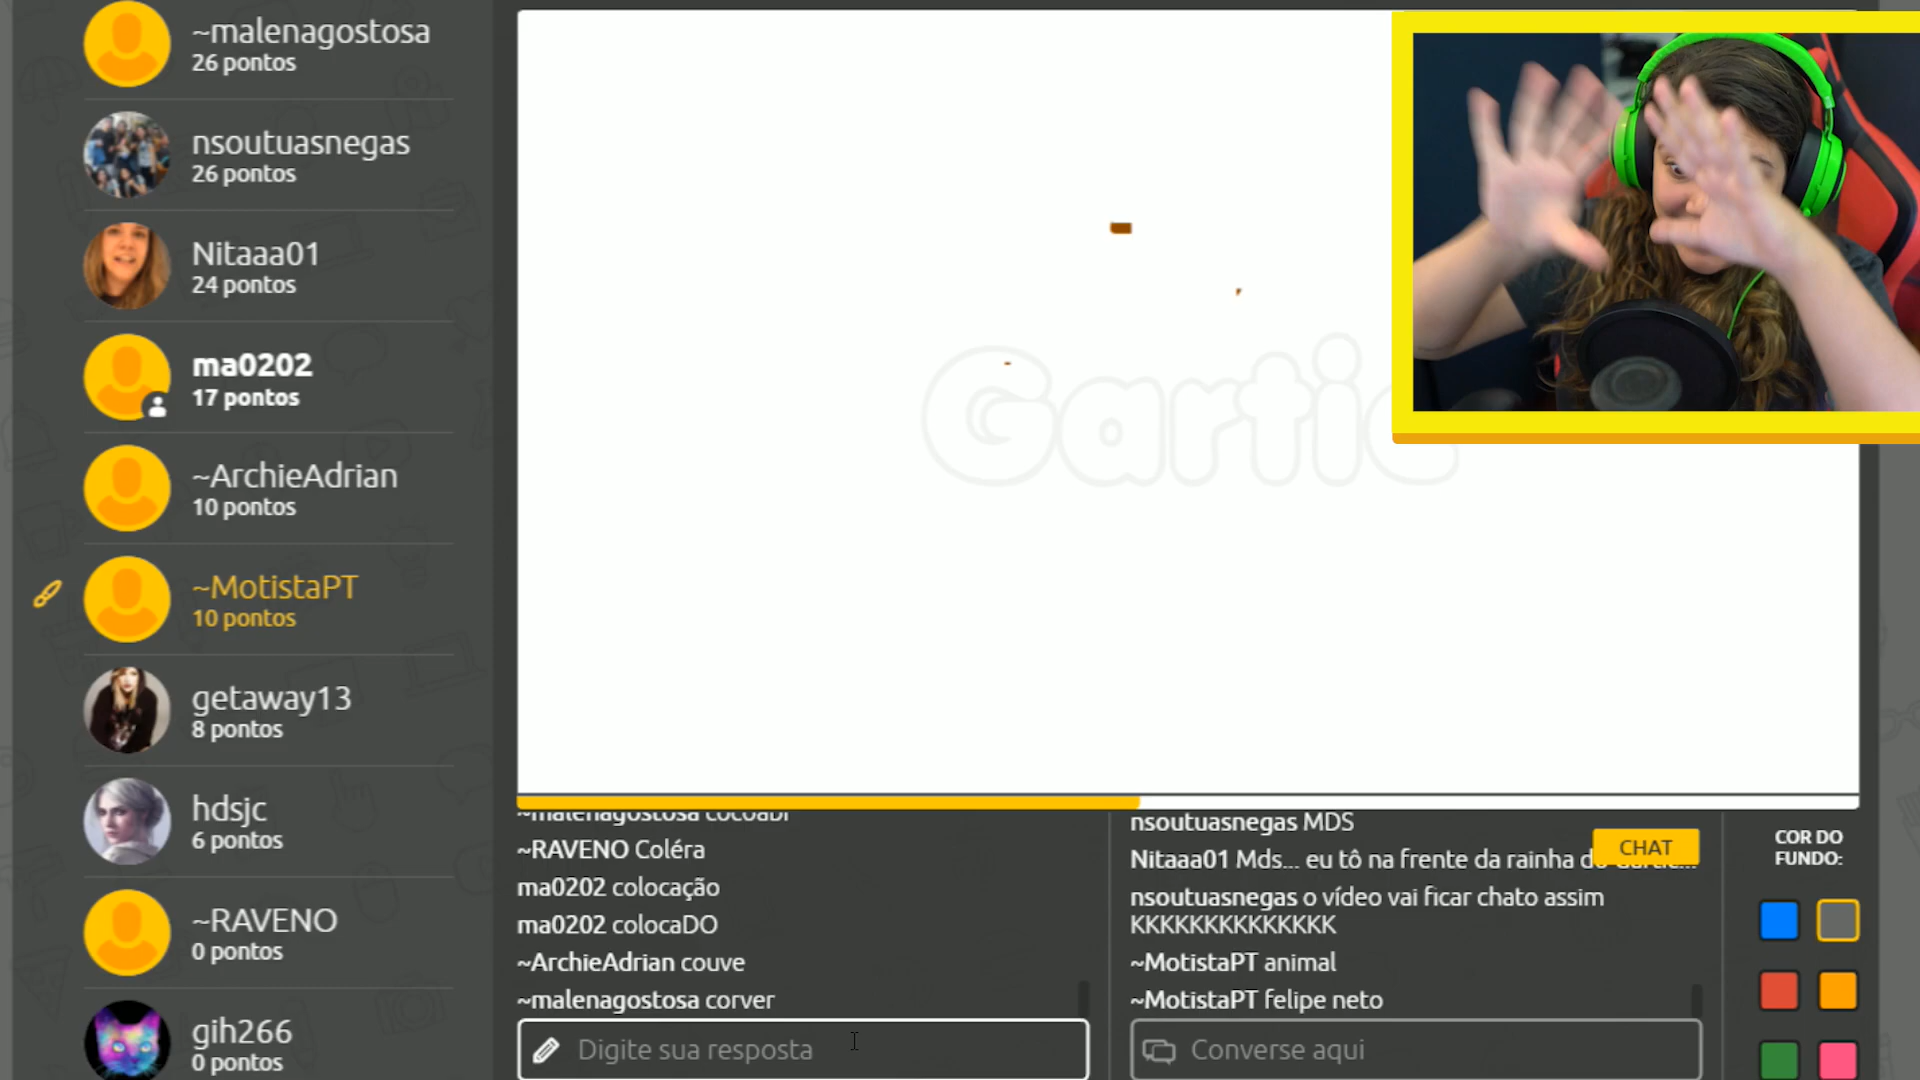 ~malenagostosa
26 pontos
nsoutuasnegas
26 pontos
Nitaaa01
24 pontos
ma0202
17 pontos
~ArchieAdrian
10 pontos
~MotistaPT
10 pontos
getaway13
8 pontos
hdsjc
6 pontos
~RAVENO
0 pontos
gih266
0 pontos
Gartic
~malenagostosa
~RAVENO Coléra
ma0202 colocação
ma0202 colocaDO
~ArchieAdrian couve
~malenagostosa corver
Digite sua resposta
nsoutuasnegas MDS
Nitaaa01 Mds... eu tô na frente da rainha
CHAT
nsoutuasnegas o vídeo vai ficar chato assim
KKKKKKKKKKKKKK
~MotistaPT animal
~MotistaPT felipe neto
Converse aqui
COR DO
FUNDO: